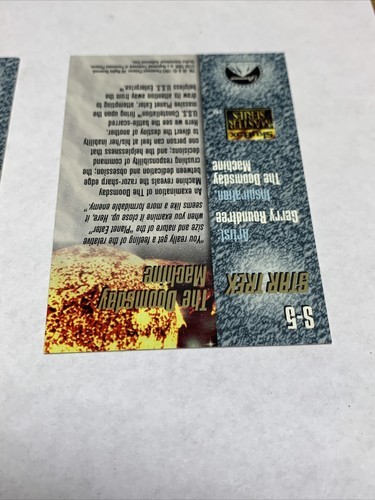 S-5
STAR TREK
Artist
Gerry Roundtree
Inspiration:
The Doomsday
Machine
SkyBox
MASTER
SERIES
The Doomsday
Machine
"You really get a feeling of the relative
size and nature of the "Planet Eater"
when you examine it close up. Here, it
seems like a more formidable enemy."
An examination of The Doomsday
Machine reveals the razor-sharp edge
between dedication and obsession; the
crushing responsibility of command
decisions; and the helplessness that
one person can feel at his/her inability
to direct the destiny of another.
Here we see the battle-scarred
U.S.S. Constellation firing upon the
massive Planet Eater, attempting to
draw its attention away from the
helpless U.S.S. Enterprise